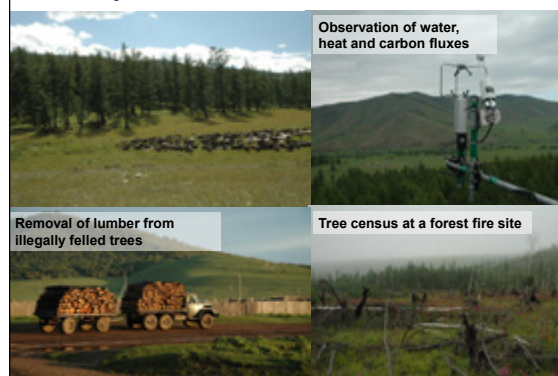 Observation of water,
heat and carbon fluxes
Removal of lumber from
illegally felled trees
Tree census at a forest fire site